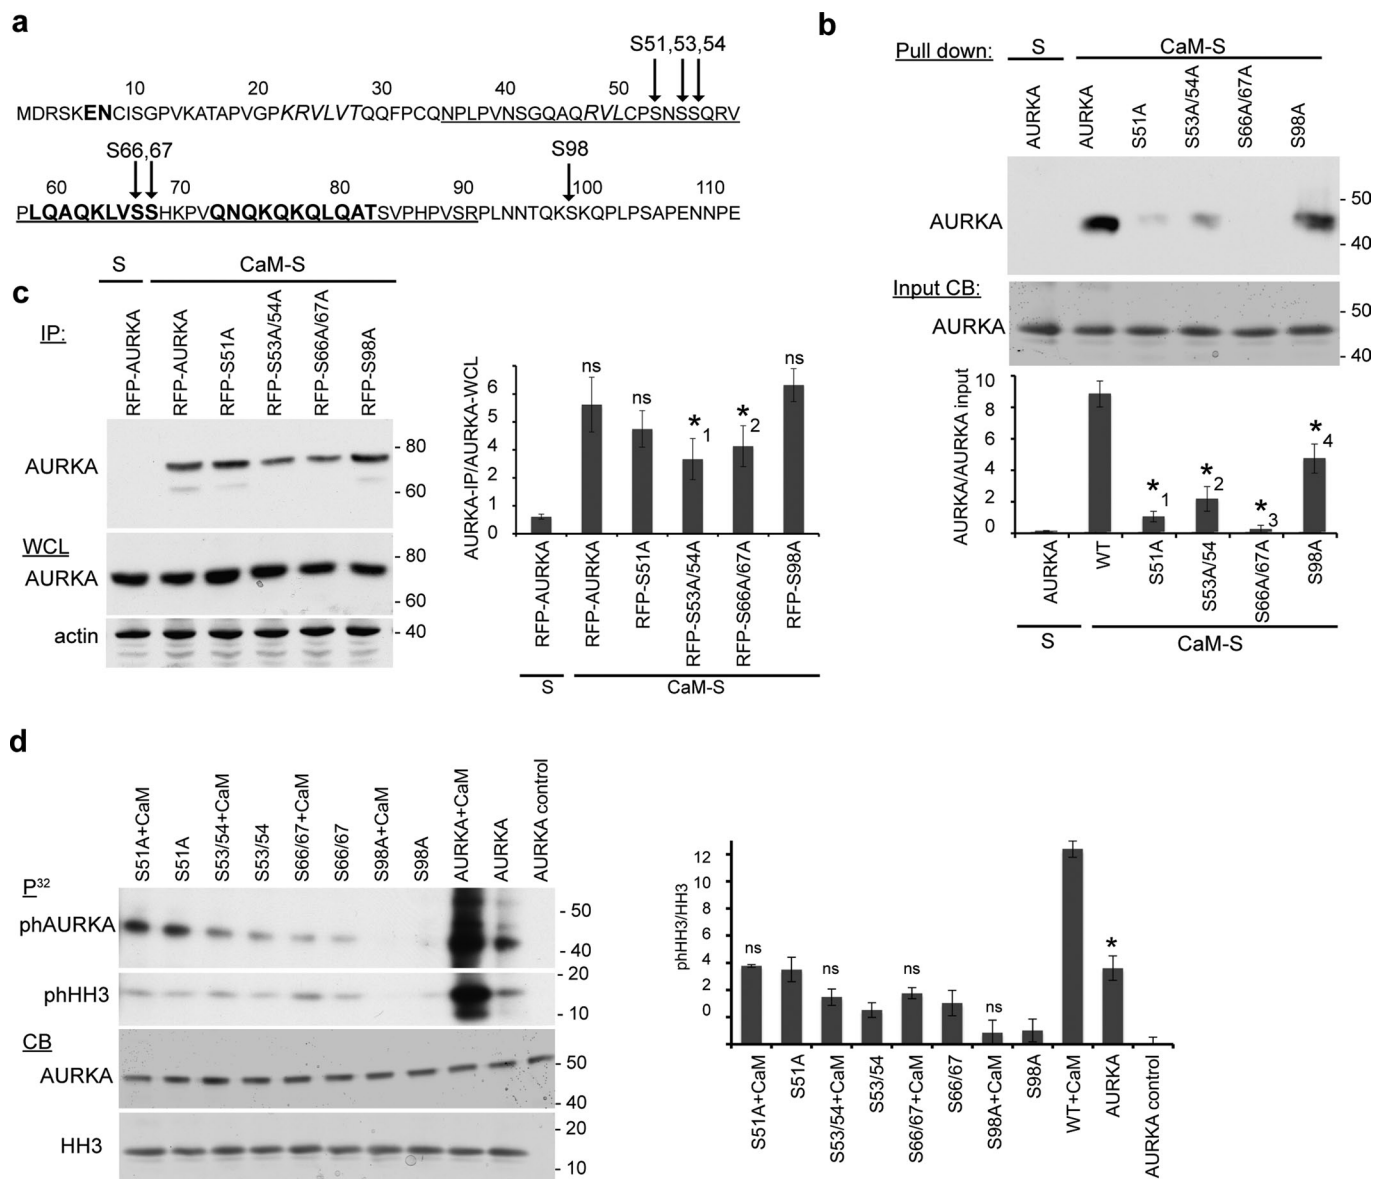 a
S51,53,54
10 20 30 40 50
MDRSKENCISGPVKATAPVGPKRVLVTQQFPCQNPLPVNSGQAQRVLCPSNSSQRV
S66,67 S98
60 70 80 90 100 110
PLQAQKLVSSHKPVQNQKQKQLQATSVPHPVSRPLNNTQKSKQPLPSAPENNPE
b
Pull down: S CaM-S
AURKA AURKA S51A S53A/54A S66A/67A S98A
AURKA
- 50
- 40
Input CB:
AURKA
- 50
- 40
AURKA/AURKA input
10
8
6
4
2
0
* 1 * 2 * 3 * 4
AURKA WT S51A S53A/54 S66A/67A S98A
S CaM-S
c
S CaM-S
IP: RFP-AURKA RFP-AURKA RFP-S51A RFP-S53A/54A RFP-S66A/67A RFP-S98A
AURKA
- 80
- 60
WCL
AURKA
- 80
- 60
actin - 40
AURKA-IP/AURKA-WCL
6
5
4
3
2
1
0
ns ns * 1 * 2 ns
RFP-AURKA RFP-AURKA RFP-S51A RFP-S53A/54A RFP-S66A/67A RFP-S98A
S CaM-S
d
S51A+CaM S51A S53/54+CaM S53/54 S66/67+CaM S66/67 S98A+CaM S98A AURKA+CaM AURKA AURKA control
P32
phAURKA
- 50
- 40
phHH3
- 20
- 10
CB
AURKA
- 50
- 40
HH3
- 20
- 10
phHH3/HH3
12
10
8
6
4
2
0
ns ns ns ns *
S51A+CaM S51A S53/54+CaM S53/54 S66/67+CaM S66/67 S98A+CaM S98A WT+CaM AURKA AURKA control